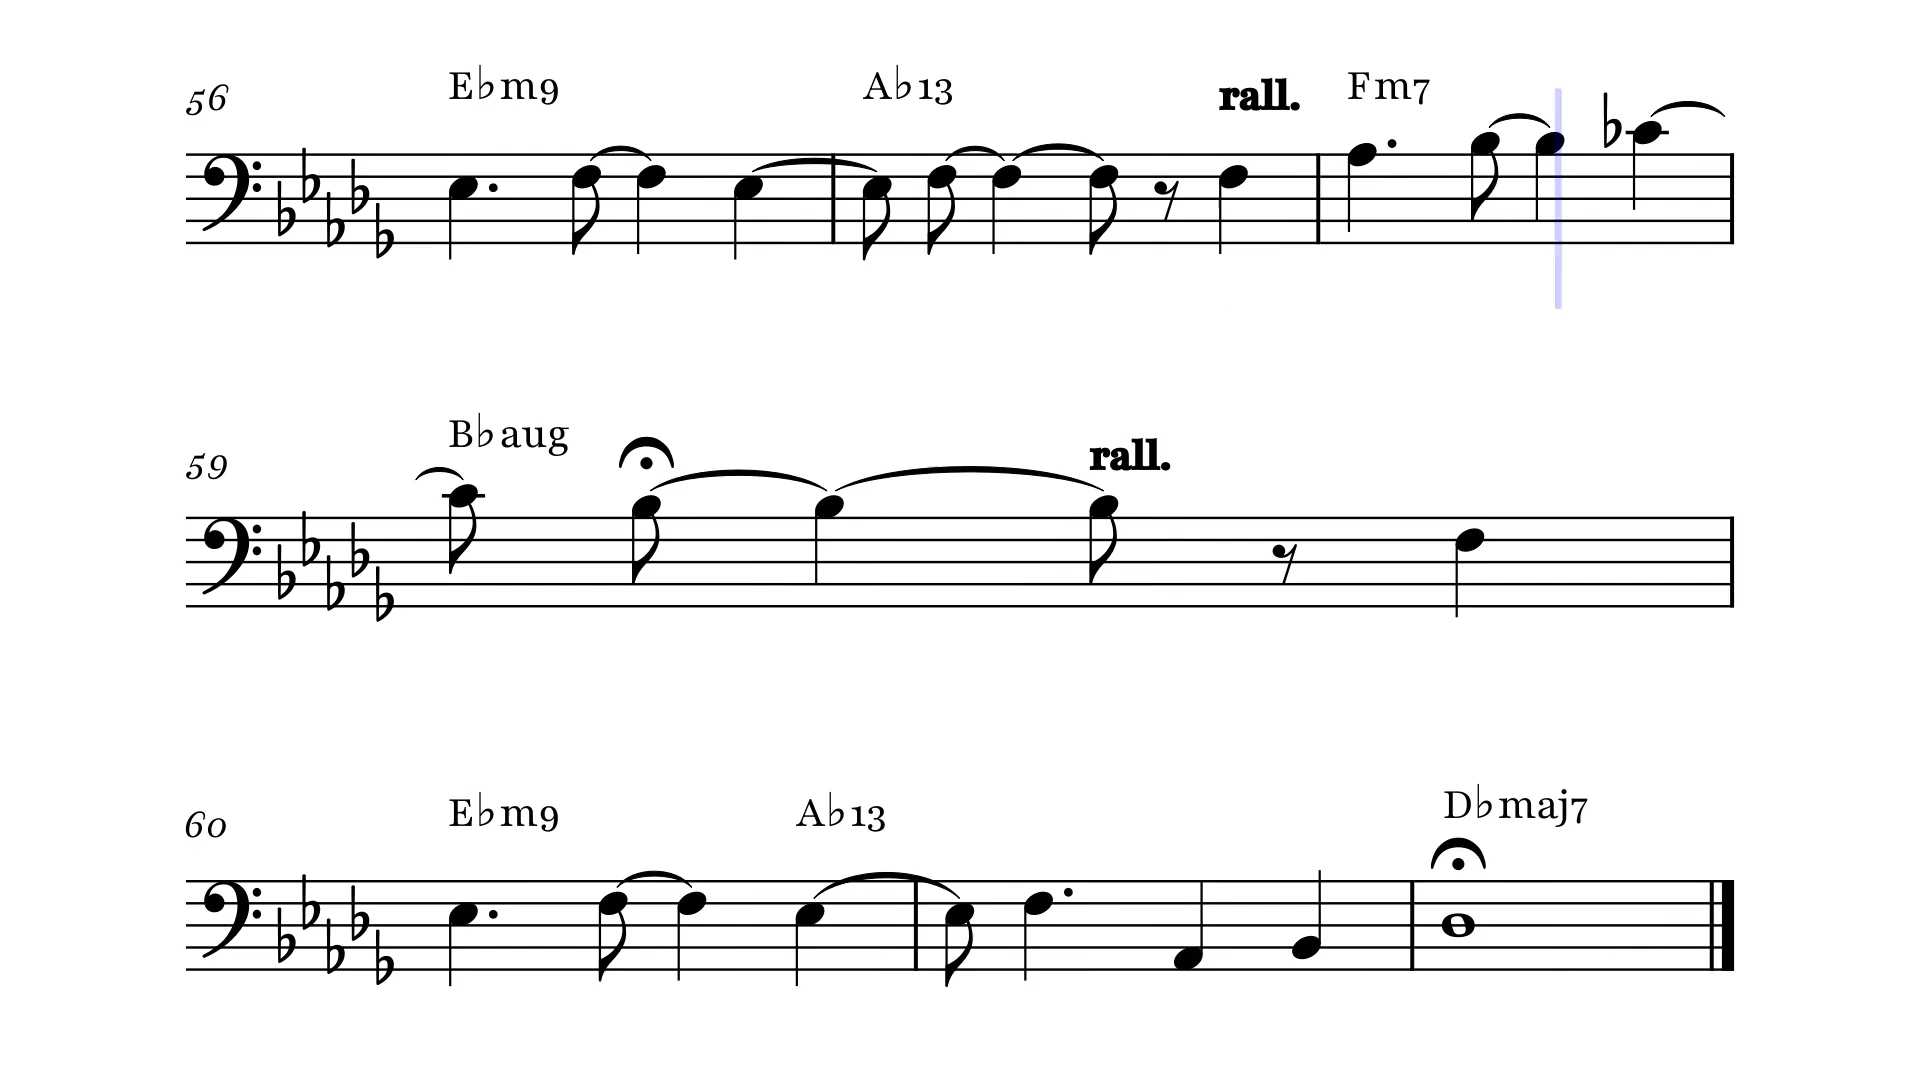 56 E♭m9 A♭13 rall. Fm7
59 B♭aug rall.
60 E♭m9 A♭13 D♭maj7